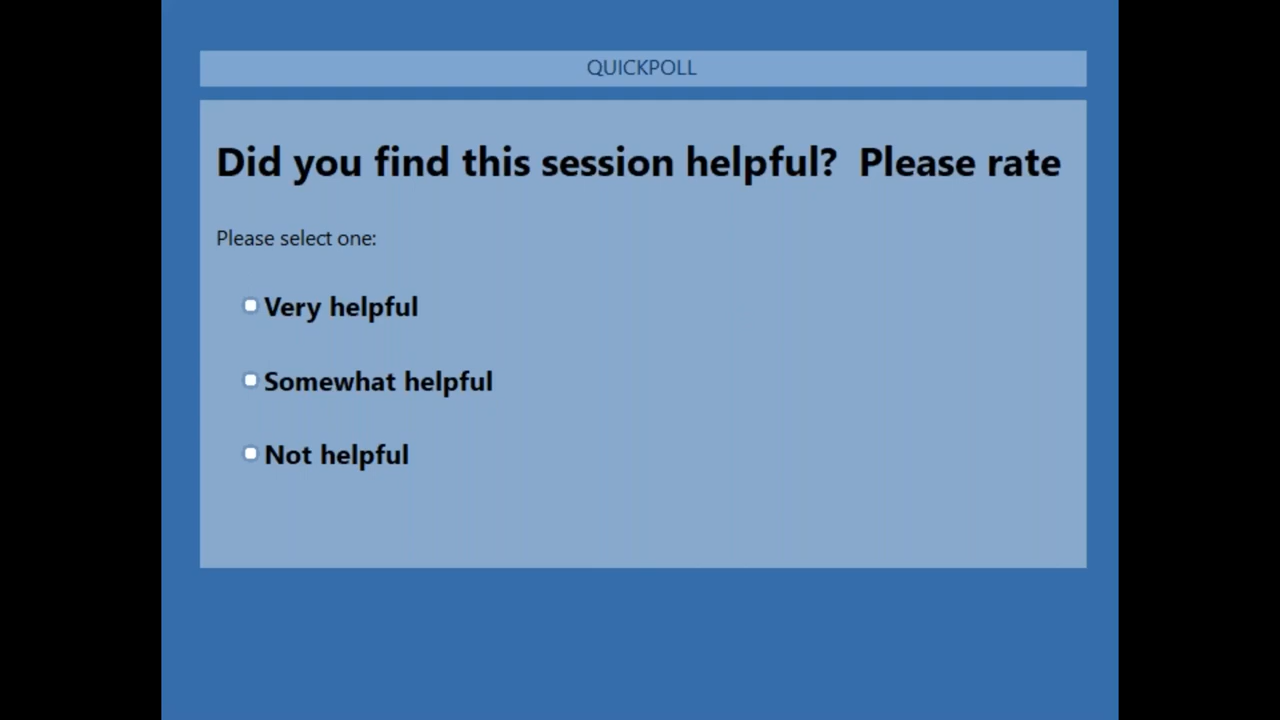 QUICKPOLL
Did you find this session helpful?  Please rate
Please select one:
Very helpful
Somewhat helpful
Not helpful